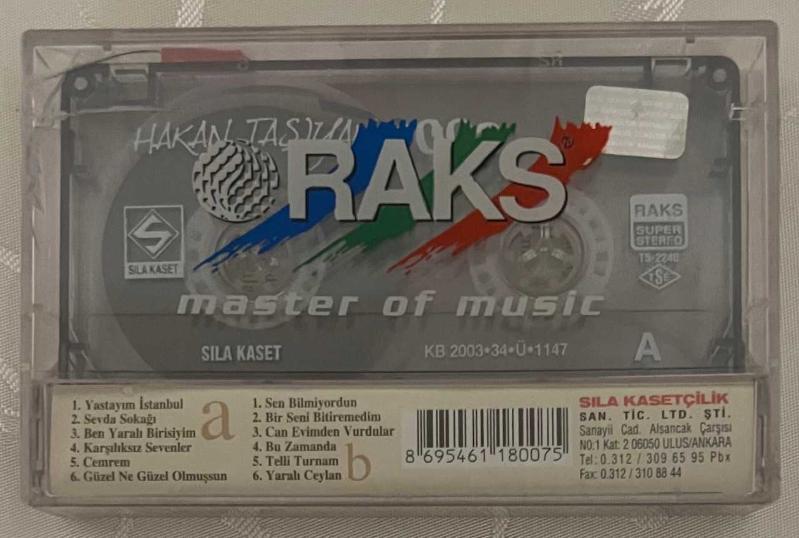 HAKAN TAŞIYAN
RAKS
master of music
SILA KASET
RAKS
SUPER
STEREO
TS-2240
TSE
SILA KASET
KB 2003•34•Ü•1147
A
a
1. Yastayım İstanbul
2. Sevda Sokağı
3. Ben Yaralı Birisiyim
4. Karşılıksız Sevenler
5. Cemrem
6. Güzel Ne Güzel Olmuşsun
b
1. Sen Bilmiyordun
2. Bir Seni Bitiremedim
3. Can Evimden Vurdular
4. Bu Zamanda
5. Telli Turnam
6. Yaralı Ceylan
8 695461 180075
SILA KASETÇİLİK
SAN. TİC. LTD. ŞTİ.
Sanayii Cad. Alsancak Çarşısı
NO:1 Kat: 2 06050 ULUS/ANKARA
Tel: 0.312 / 309 65 95 Pbx
Fax: 0.312 / 310 88 44